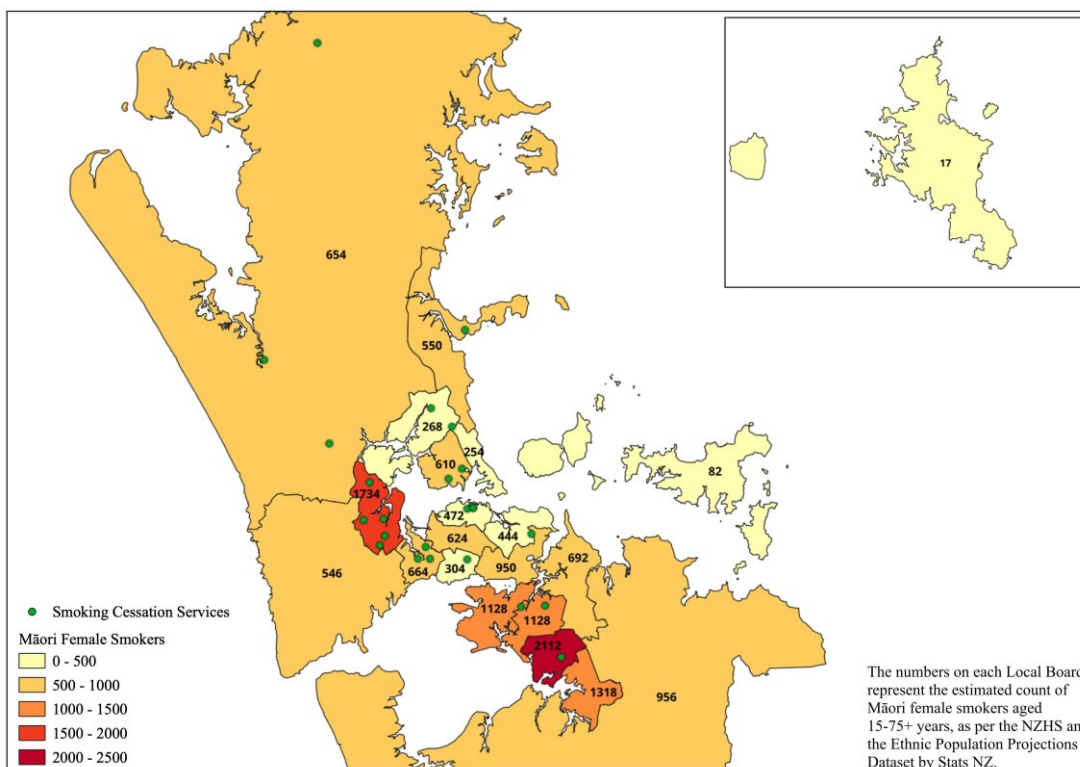 17
654
550
268
254
610
82
1734
472
444
624
692
546
664
304
950
1128
1128
2112
1318
956
Smoking Cessation Services
Māori Female Smokers
0 - 500
500 - 1000
1000 - 1500
1500 - 2000
2000 - 2500
The numbers on each Local Board
represent the estimated count of
Māori female smokers aged
15-75+ years, as per the NZHS an
the Ethnic Population Projections
Dataset by Stats NZ.